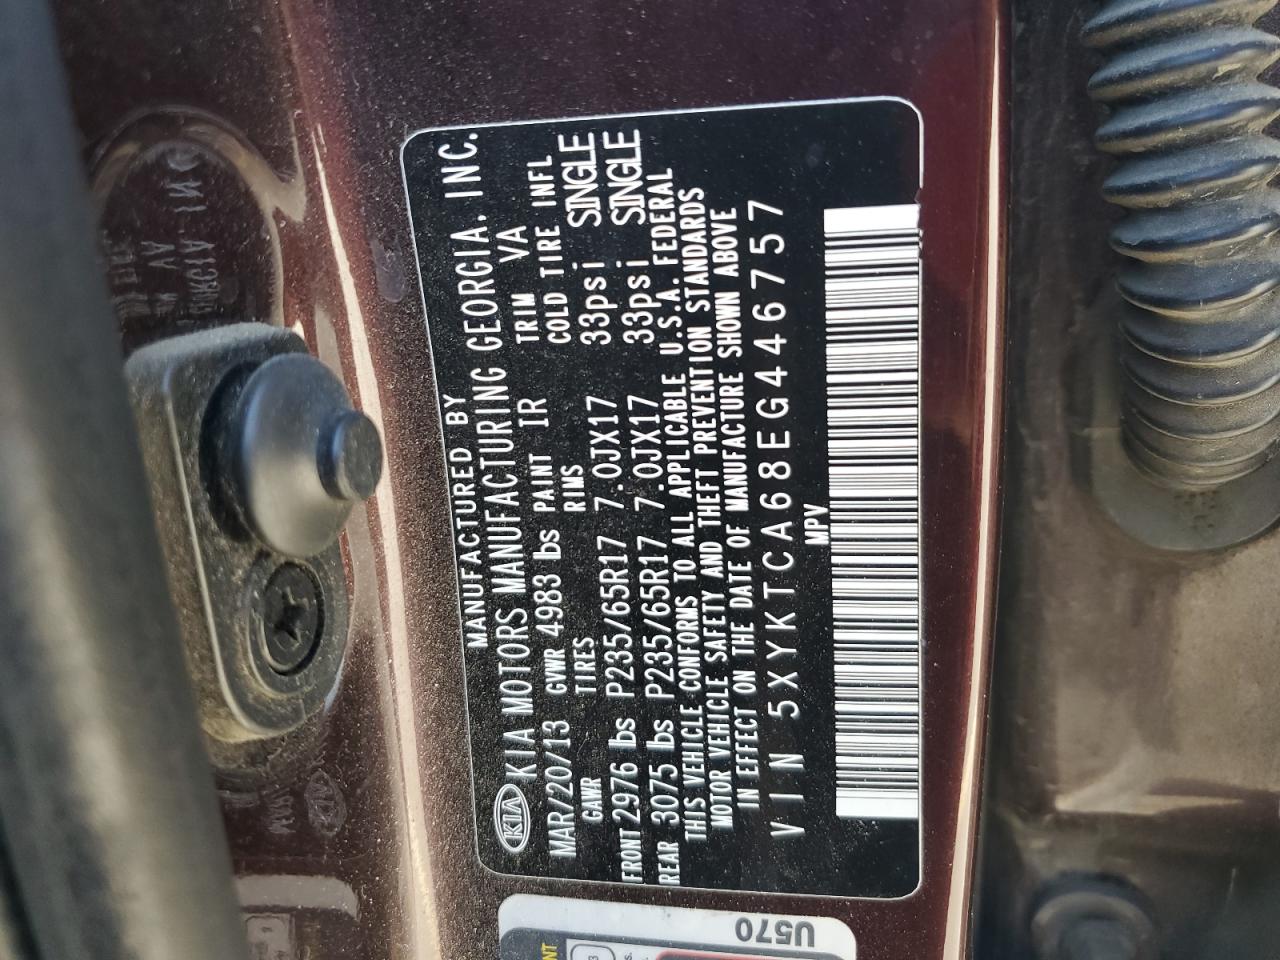 MANUFACTURED BY
KIA KIA MOTORS MANUFACTURING GEORGIA. INC.
MAR/20/13 GVWR 4983 lbs PAINT IR TRIM VA
GAWR TIRES RIMS COLD TIRE INFL
FRONT 2976 lbs P235/65R17 7.0JX17 33psi SINGLE
REAR 3075 lbs P235/65R17 7.0JX17 33psi SINGLE
THIS VEHICLE CONFORMS TO ALL APPLICABLE U.S.A. FEDERAL
MOTOR VEHICLE SAFETY AND THEFT PREVENTION STANDARDS
IN EFFECT ON THE DATE OF MANUFACTURE SHOWN ABOVE
VIN 5XYKTCA68EG446757
MPV
U570